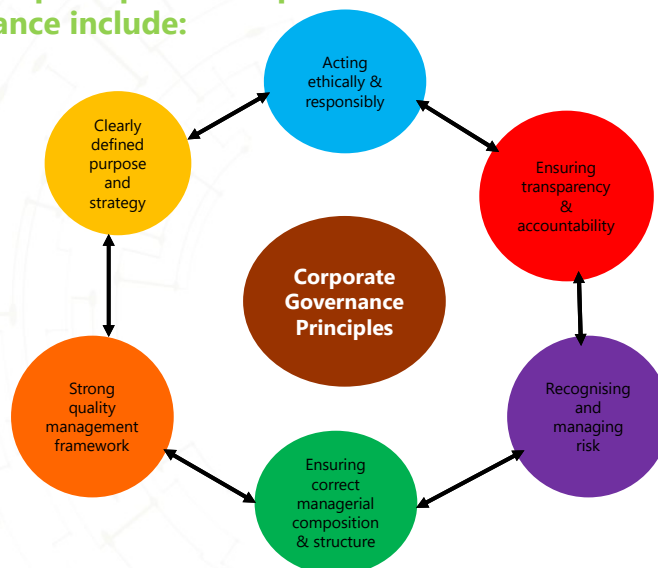 ance include:
Acting
ethically &
responsibly
Clearly
defined
purpose
and
strategy
Ensuring
transparency
&
accountability
Corporate
Governance
Principles
Strong
quality
management
framework
Recognising
and
managing
risk
Ensuring
correct
managerial
composition
& structure